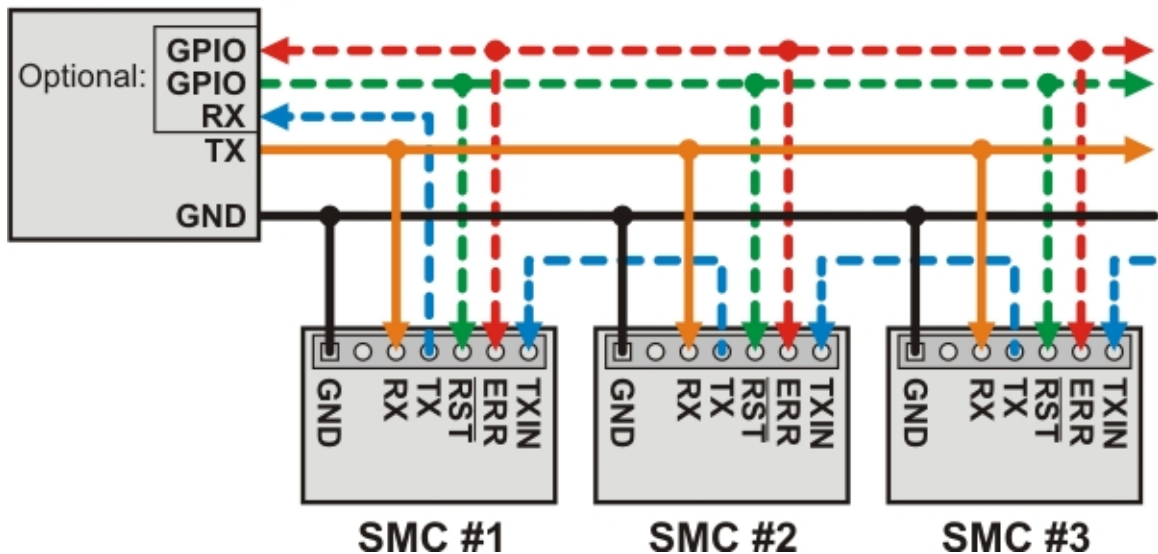 Optional:
GPIO
GPIO
RX
TX
GND
GND
RX
TX
RST
ERR
TXIN
GND
RX
TX
RST
ERR
TXIN
GND
RX
TX
RST
ERR
TXIN
SMC #1
SMC #2
SMC #3